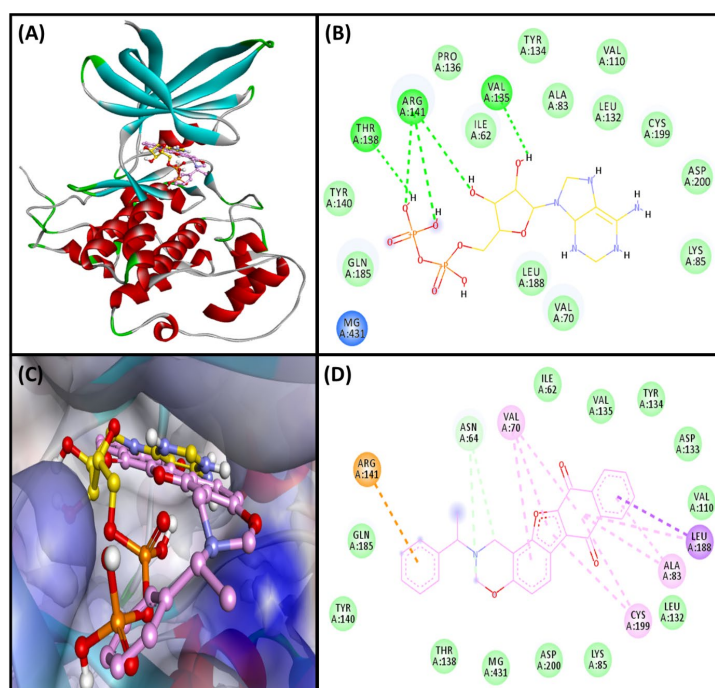 (A)
(B)
TYR
A:134
PRO
A:136
VAL
A:110
VAL
A:135
ARG
A:141
ALA
A:83
LEU
A:132
THR
A:138
ILE
A:62
CYS
A:199
ASP
A:200
TYR
A:140
GLN
A:185
LYS
A:85
LEU
A:188
VAL
A:70
MG
A:431
H
H
H
H
H
H
H
H
H
O
O
O
O
O
O
O
O
O
O
P
P
N
N
N
N
N
(C)
(D)
ILE
A:62
VAL
A:135
TYR
A:134
ASN
A:64
VAL
A:70
ASP
A:133
ARG
A:141
VAL
A:110
LEU
A:188
GLN
A:185
ALA
A:83
TYR
A:140
CYS
A:199
LEU
A:132
THR
A:138
MG
A:431
ASP
A:200
LYS
A:85
O
O
O
N
O